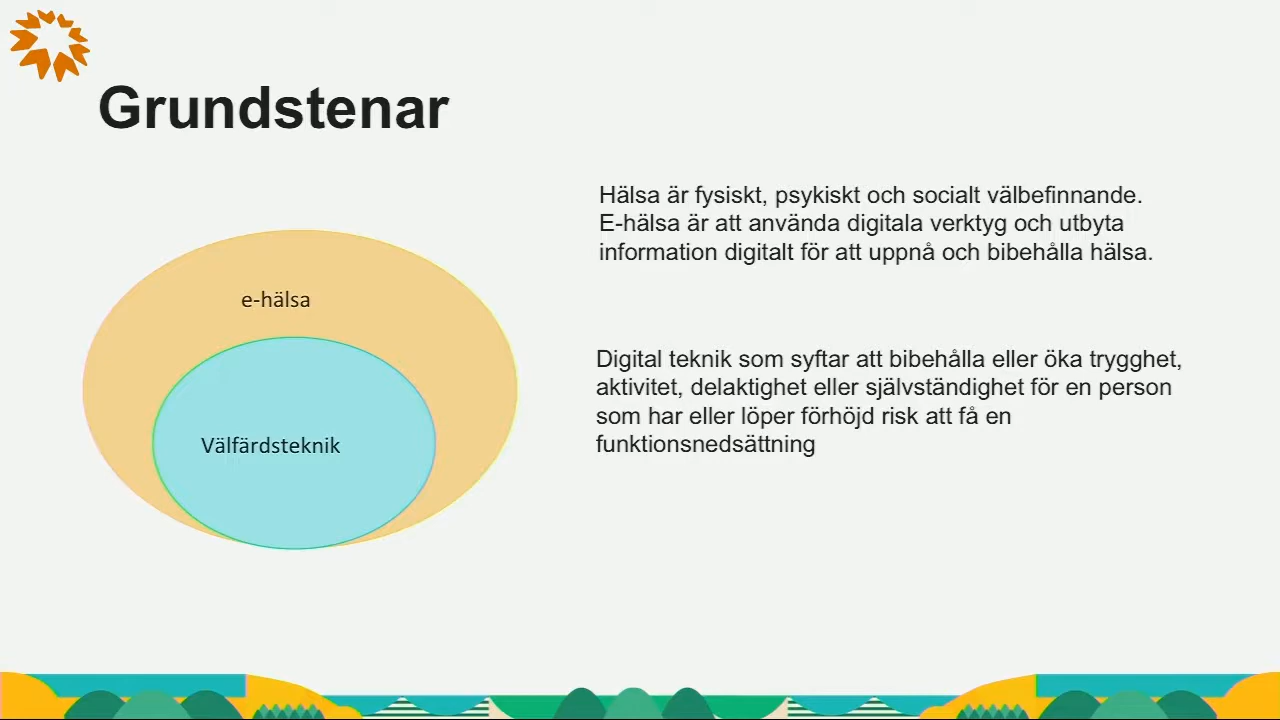 Grundstenar
Hälsa är fysiskt, psykiskt och socialt välbefinnande.
E-hälsa är att använda digitala verktyg och utbyta
information digitalt för att uppnå och bibehålla hälsa.
e-hälsa
Digital teknik som syftar att bibehålla eller öka trygghet,
aktivitet, delaktighet eller självständighet för en person
som har eller löper förhöjd risk att få en
funktionsnedsättning
Välfärdsteknik